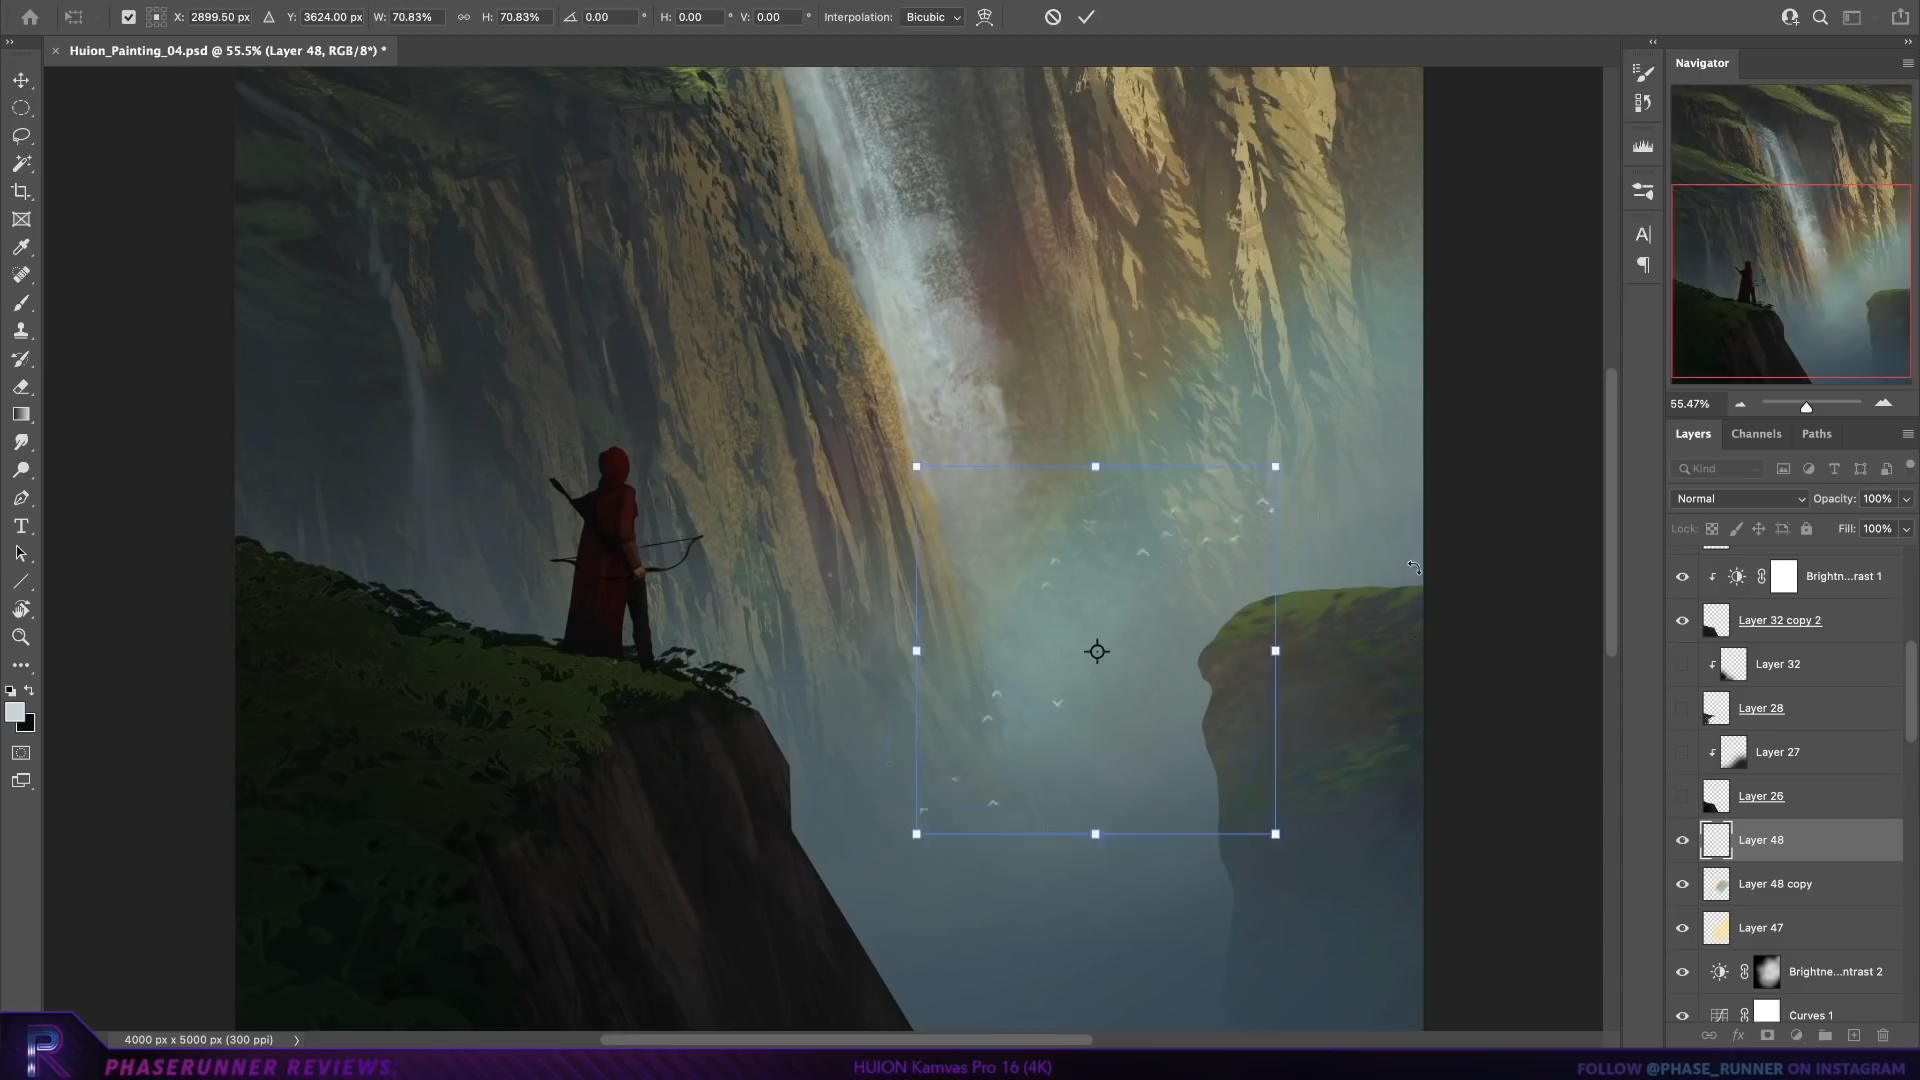 X: 2899.50 px Y: 3624.00 px W: 70.83% H: 70.83% 0.00 ° H: 0.00 ° V: 0.00 ° Interpolation: Bicubic
Huion_Painting_04.psd @ 55.5% (Layer 48, RGB/8*) *
Navigator
55.47%
Layers Channels Paths
Kind
Normal Opacity: 100%
Lock: Fill: 100%
Brightn...rast 1
Layer 32 copy 2
Layer 32
Layer 28
Layer 27
Layer 26
Layer 48
Layer 48 copy
Layer 47
Brightne...ntrast 2
Curves 1
4000 px x 5000 px (300 ppi)
PHASERUNNER REVIEWS:
HUION Kamvas Pro 16 (4K)
FOLLOW @PHASE_RUNNER ON INSTAGRAM